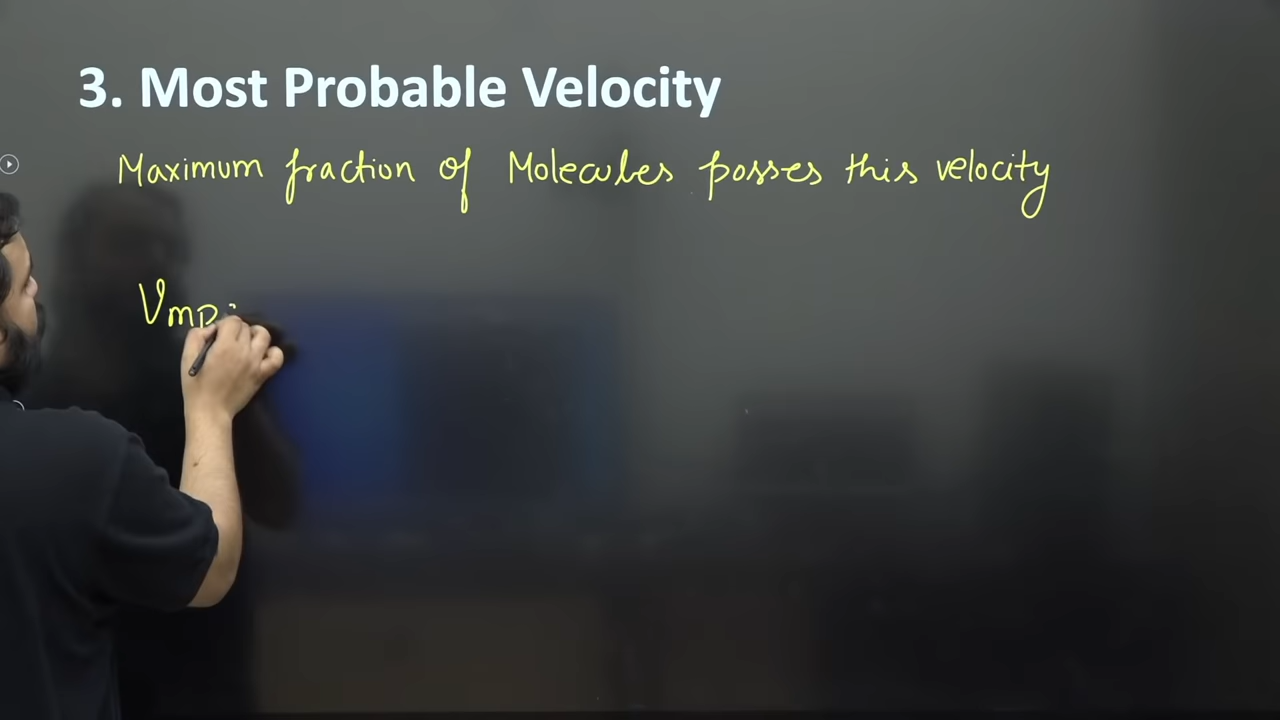 3. Most Probable Velocity
Maximum fraction of Molecules posses this velocity
Vmp